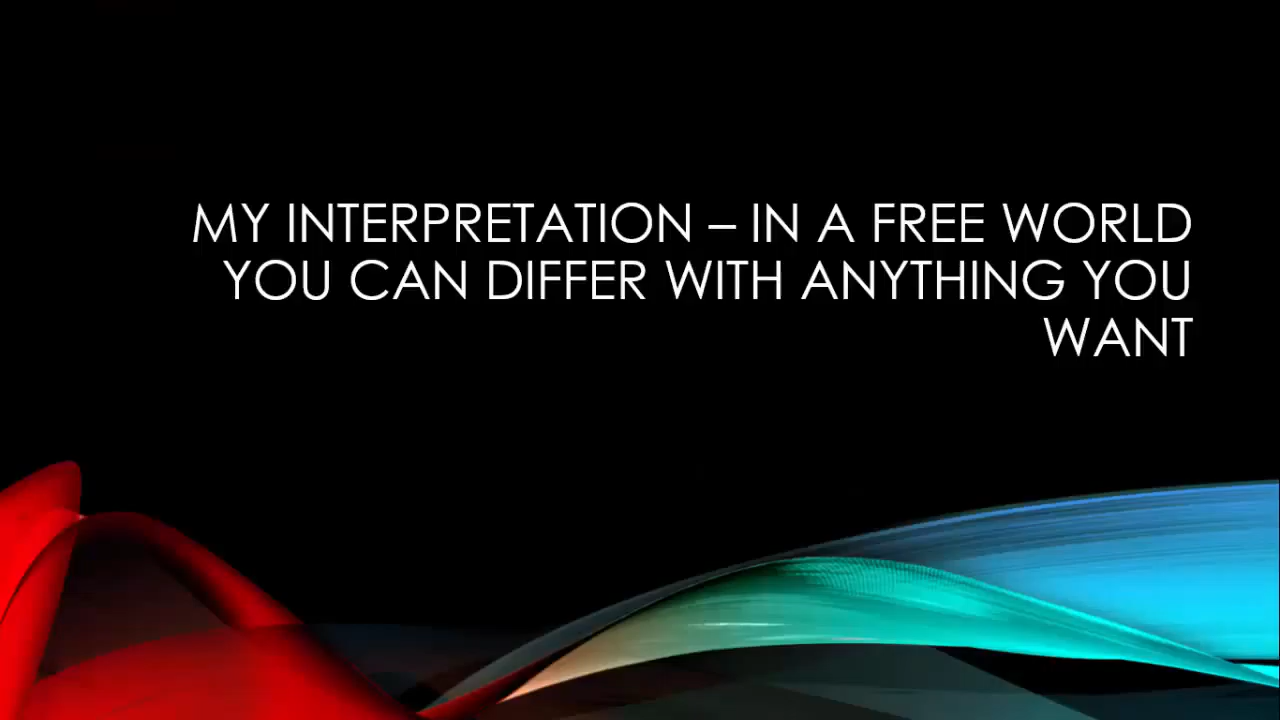 MY INTERPRETATION – IN A FREE WORLD
YOU CAN DIFFER WITH ANYTHING YOU
WANT